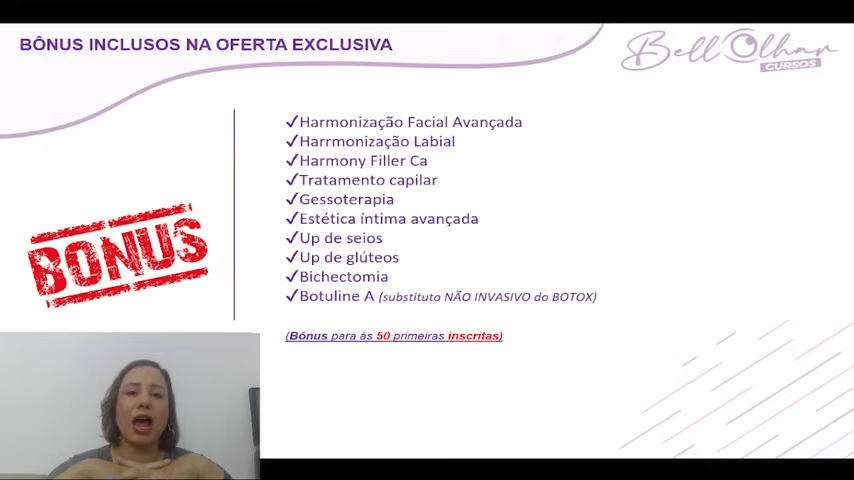 BÔNUS INCLUSOS NA OFERTA EXCLUSIVA
Bell Olhar
CURSOS
✓Harmonização Facial Avançada
✓Harrmonização Labial
✓Harmony Filler Ca
✓Tratamento capilar
✓Gessoterapia
✓Estética íntima avançada
✓Up de seios
✓Up de glúteos
✓Bichectomia
✓Botuline A (substituto NÃO INVASIVO do BOTOX)
BONUS
(Bônus para às 50 primeiras inscritas)